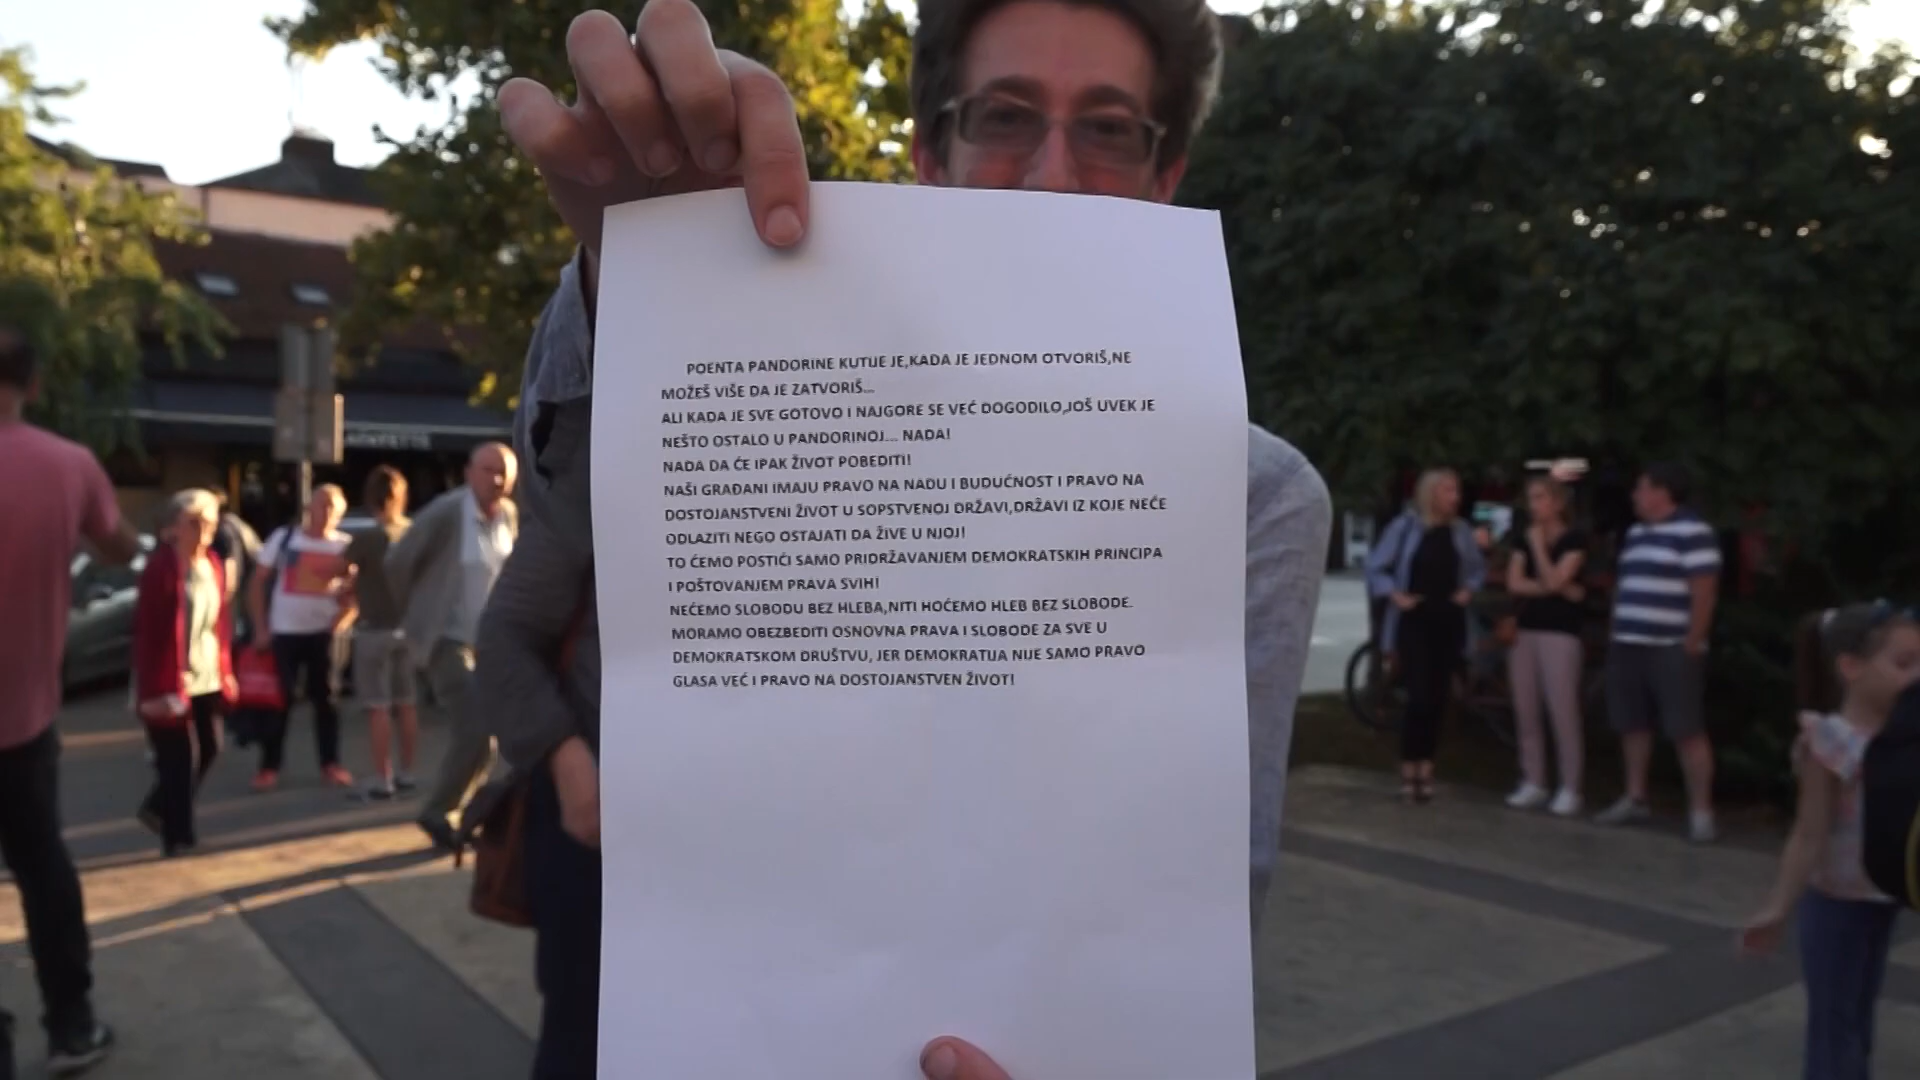 POENTA PANDORINE KUTIJE JE,KADA JE JEDNOM OTVORIŠ,NE
MOŽEŠ VIŠE DA JE ZATVORIŠ...
ALI KADA JE SVE GOTOVO I NAJGORE SE VEĆ DOGODILO,JOŠ UVEK JE
NEŠTO OSTALO U PANDORINOJ... NADA!
NADA DA ĆE IPAK ŽIVOT POBEDITI!
NAŠI GRAĐANI IMAJU PRAVO NA NADU I BUDUĆNOST I PRAVO NA
DOSTOJANSTVENI ŽIVOT U SOPSTVENOJ DRŽAVI,DRŽAVI IZ KOJE NEĆE
ODLAZITI NEGO OSTAJATI DA ŽIVE U NJOJ!
TO ĆEMO POSTIĆI SAMO PRIDRŽAVANJEM DEMOKRATSKIH PRINCIPA
I POŠTOVANJEM PRAVA SVIH!
NEĆEMO SLOBODU BEZ HLEBA,NITI HOĆEMO HLEB BEZ SLOBODE.
MORAMO OBEZBEDITI OSNOVNA PRAVA I SLOBODE ZA SVE U
DEMOKRATSKOM DRUŠTVU, JER DEMOKRATIJA NIJE SAMO PRAVO
GLASA VEĆ I PRAVO NA DOSTOJANSTVEN ŽIVOT!